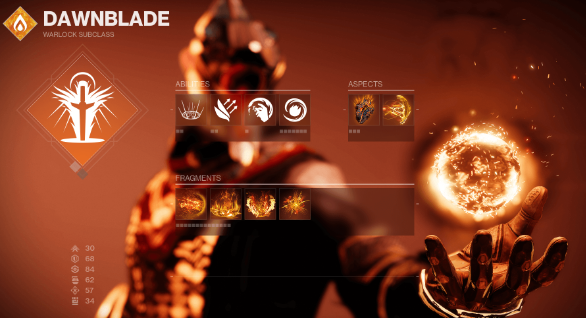 DAWNBLADE
WARLOCK SUBCLASS
ABILITIES
ASPECTS
FRAGMENTS
30
68
84
62
57
34